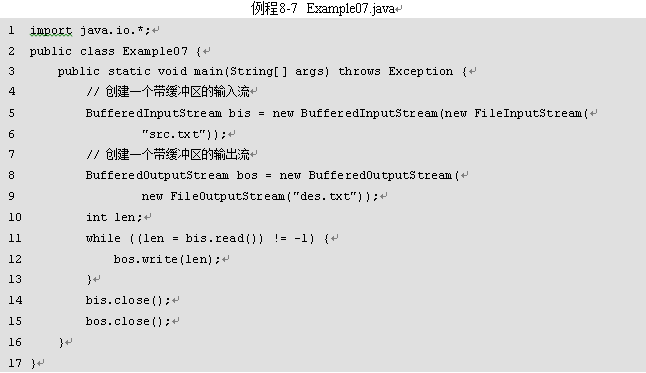 例程8-7 Example07.java↵
1 import java.io.*;↵
2 public class Example07 {↵
3 public static void main(String[] args) throws Exception {↵
4 // 创建一个带缓冲区的输入流↵
5 BufferedInputStream bis = new BufferedInputStream(new FileInputStream(↵
6 "src.txt"));↵
7 // 创建一个带缓冲区的输出流↵
8 BufferedOutputStream bos = new BufferedOutputStream(↵
9 new FileOutputStream("des.txt"));↵
10 int len;↵
11 while ((len = bis.read()) != -1) {↵
12 bos.write(len);↵
13 }↵
14 bis.close();↵
15 bos.close();↵
16 }↵
17 }↵